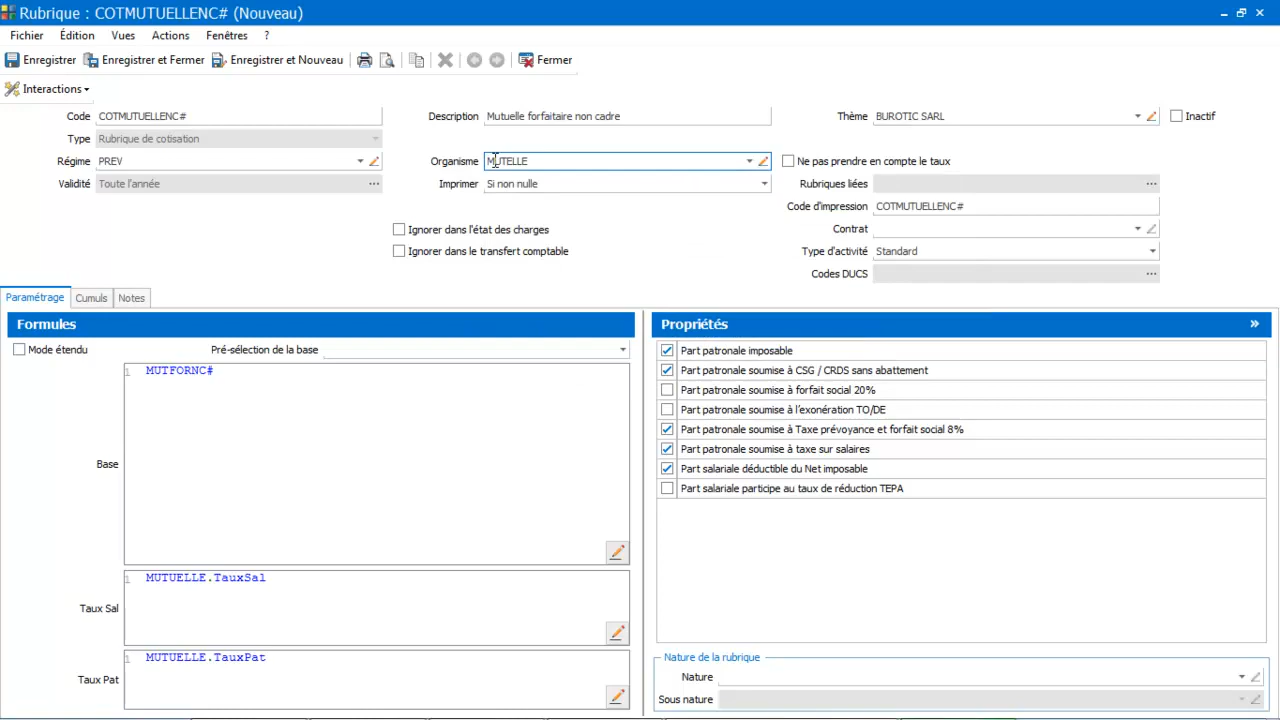 Rubrique : COTMUTUELLENC# (Nouveau)
Fichier Édition Vues Actions Fenêtres ?
Enregistrer Enregistrer et Fermer Enregistrer et Nouveau Fermer
Interactions
Code COTMUTUELLENC# Description Mutuelle forfaitaire non cadre Thème BUROTIC SARL Inactif
Type Rubrique de cotisation
Régime PREV Organisme MUTELLE Ne pas prendre en compte le taux
Validité Toute l'année ... Imprimer Si non nulle Rubriques liées ...
Code d'impression COTMUTUELLENC#
Ignorer dans l'état des charges Contrat
Ignorer dans le transfert comptable Type d'activité Standard
Codes DUCS ...
Paramétrage Cumuls Notes
Formules Propriétés »
Mode étendu Pré-sélection de la base Part patronale imposable
1 MUTFORNC# Part patronale soumise à CSG / CRDS sans abattement
Part patronale soumise à forfait social 20%
Part patronale soumise à l'exonération TO/DE
Part patronale soumise à Taxe prévoyance et forfait social 8%
Part patronale soumise à taxe sur salaires
Base Part salariale déductible du Net imposable
Part salariale participe au taux de réduction TEPA
1 MUTUELLE.TauxSal
Taux Sal
1 MUTUELLE.TauxPat Nature de la rubrique
Taux Pat Nature
Sous nature